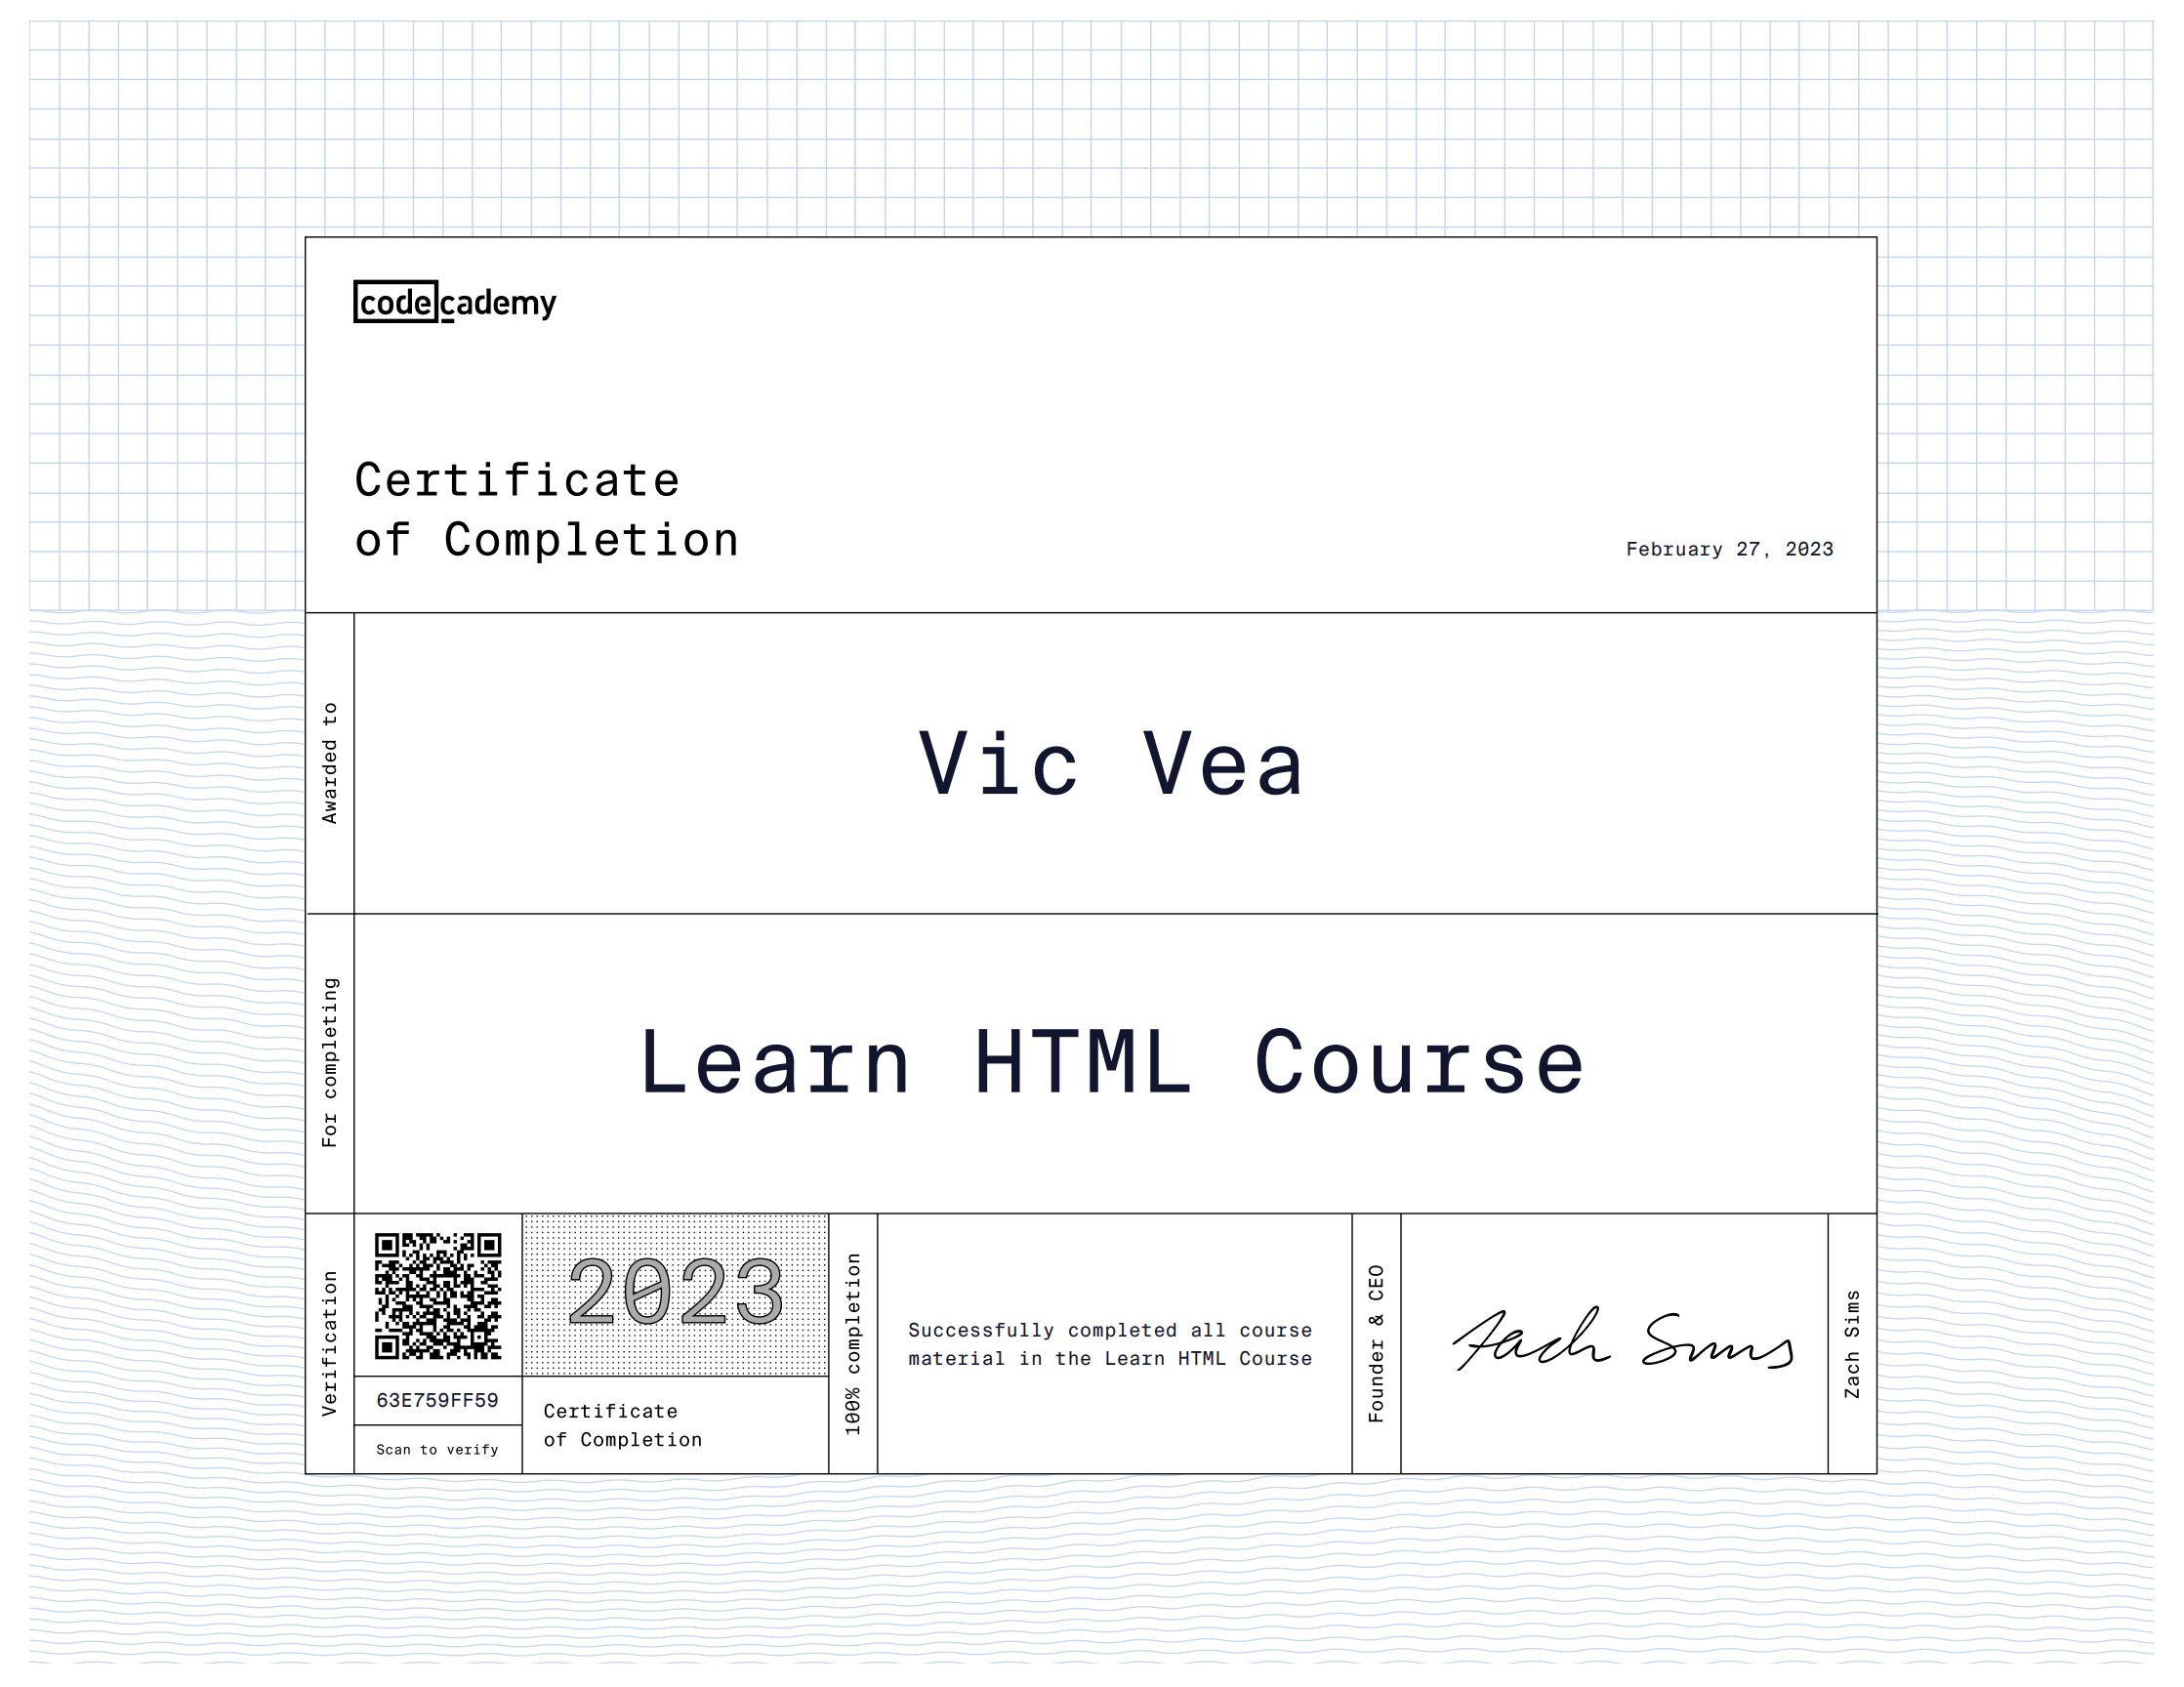 codecademy
Certificate
of Completion
February 27, 2023
Awarded to
Vic Vea
For completing
Learn HTML Course
Verification
63E759FF59
Scan to verify
2023
Certificate
of Completion
100% completion
Successfully completed all course
material in the Learn HTML Course
Founder & CEO
Zach Sims
Zach Sims